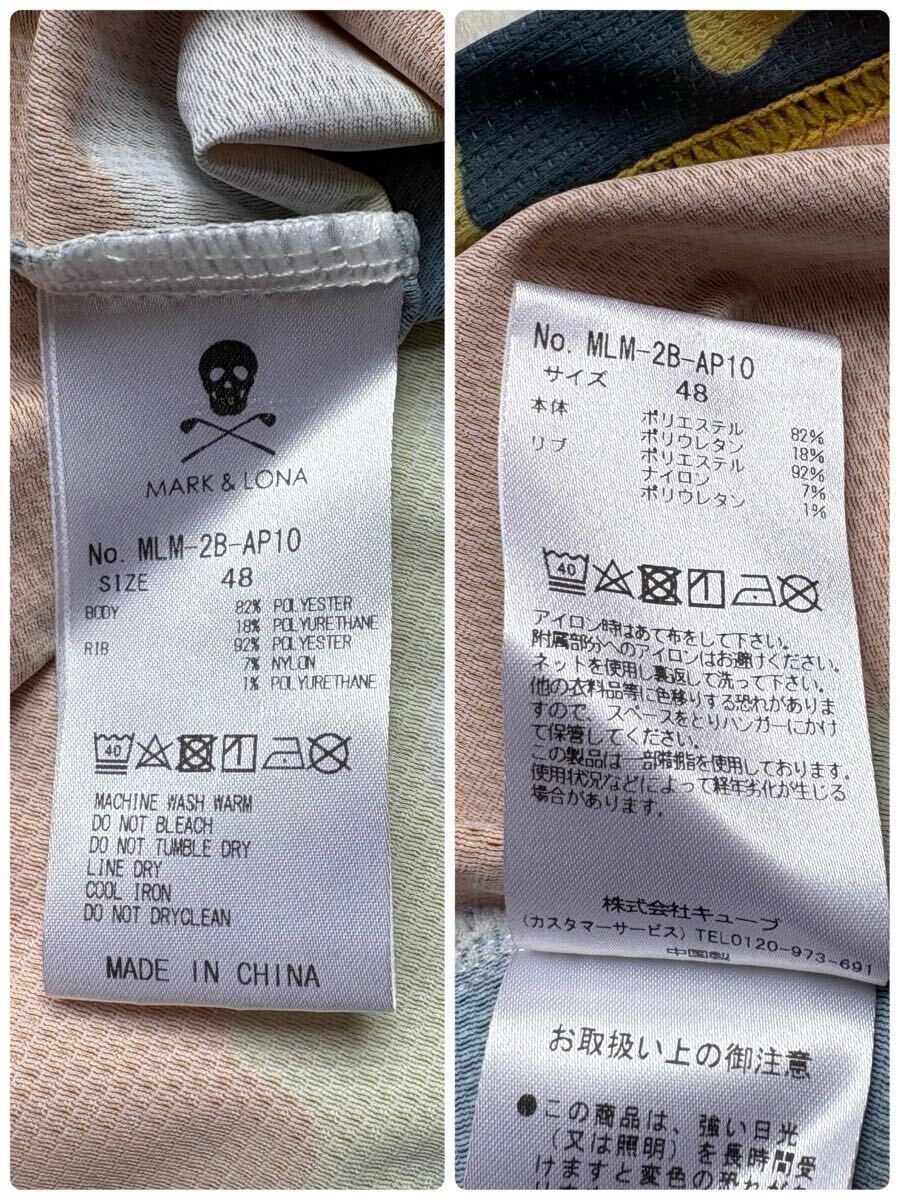 MARK & LONA
No. MLM-2B-AP10
SIZE 48
BODY 82% POLYESTER
18% POLYURETHANE
RIB 92% POLYESTER
7% NYLON
1% POLYURETHANE
40
MACHINE WASH WARM
DO NOT BLEACH
DO NOT TUMBLE DRY
LINE DRY
COOL IRON
DO NOT DRYCLEAN
MADE IN CHINA
No. MLM-2B-AP10
サイズ 48
本体 ポリエステル 82%
ポリウレタン 18%
リブ ポリエステル 92%
ナイロン 7%
ポリウレタン 1%
40
アイロン時はあて布をして下さい。
附属部分へのアイロンはお避けください。
ネットを使用し裏返して洗って下さい。
他の衣料品等に色移りする恐れがありま
すので、スペースをとりハンガーにかけ
て保管してください。
この製品は一部樹脂を使用しております。
使用状況などによって経年劣化が生じる
場合があります。
株式会社キューブ
(カスタマーサービス) TEL0120-973-691
中国製
お取扱い上の御注意
●この商品は、強い日光
(又は照明)を長時間受
けますと変色の恐れが